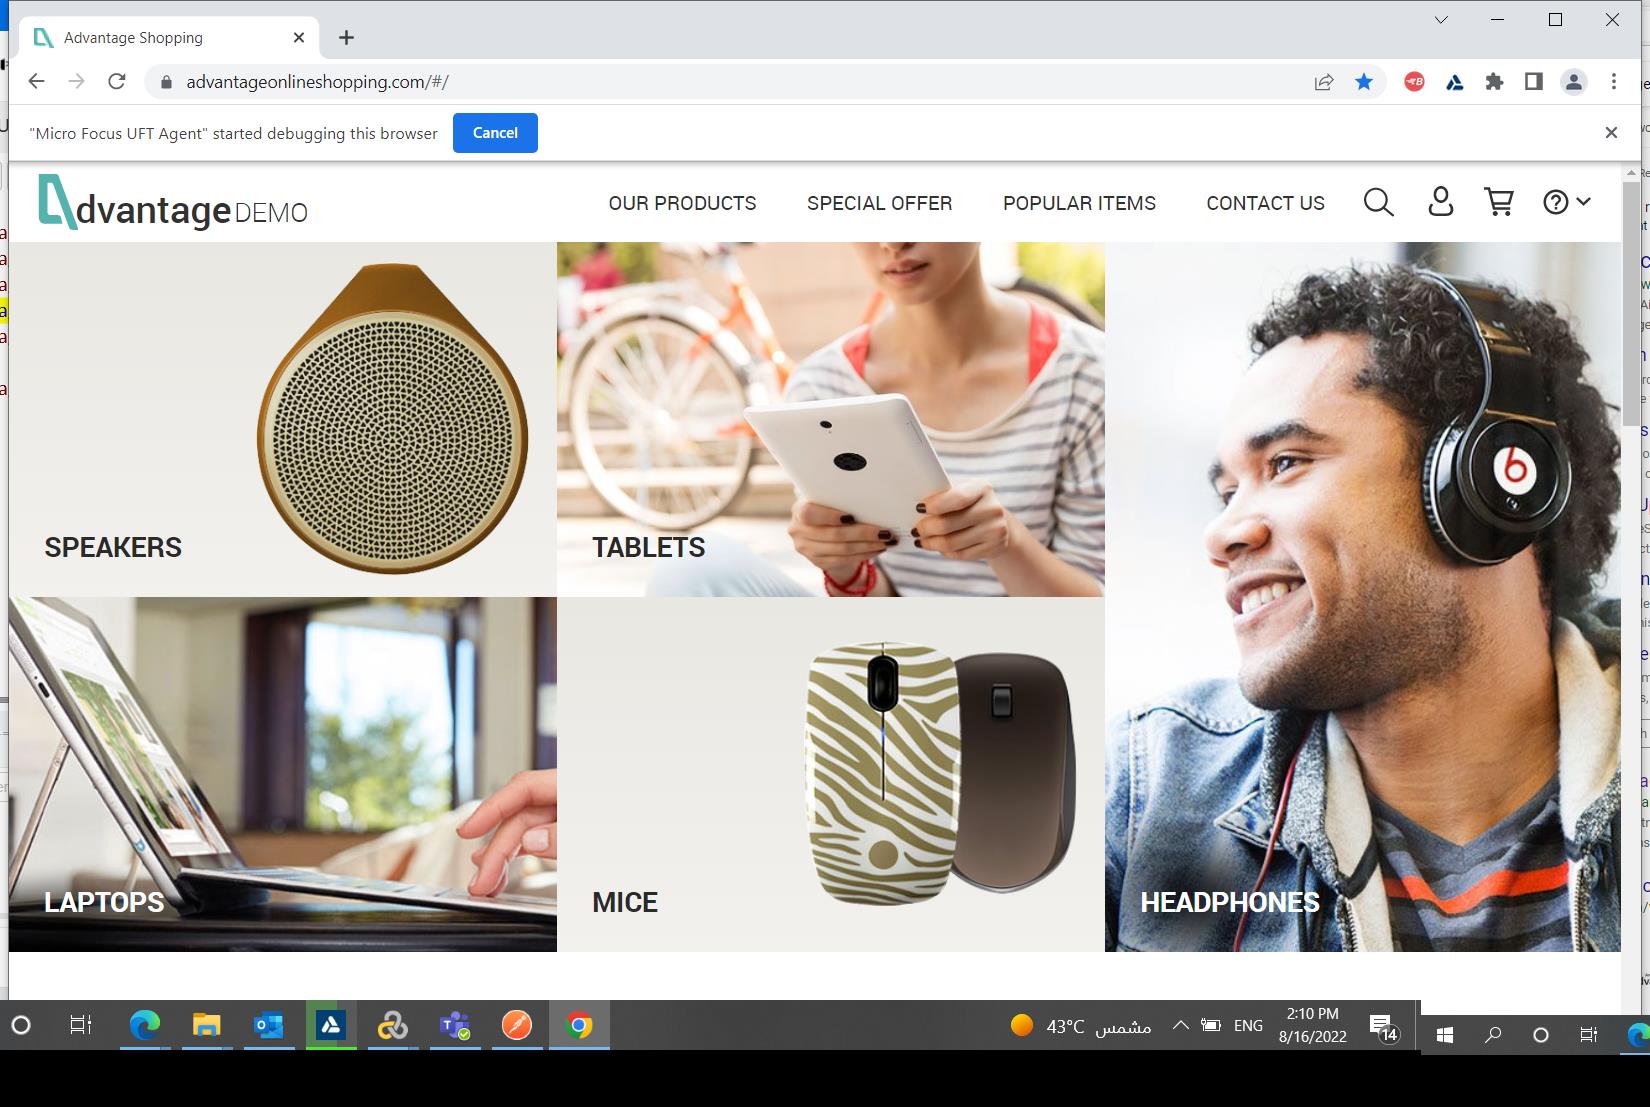 Advantage Shopping
advantageonlineshopping.com/#/
"Micro Focus UFT Agent" started debugging this browser Cancel
dvantage DEMO
OUR PRODUCTS SPECIAL OFFER POPULAR ITEMS CONTACT US
SPEAKERS
TABLETS
LAPTOPS
MICE
HEADPHONES
43°C مشمس ENG
2:10 PM
8/16/2022
14